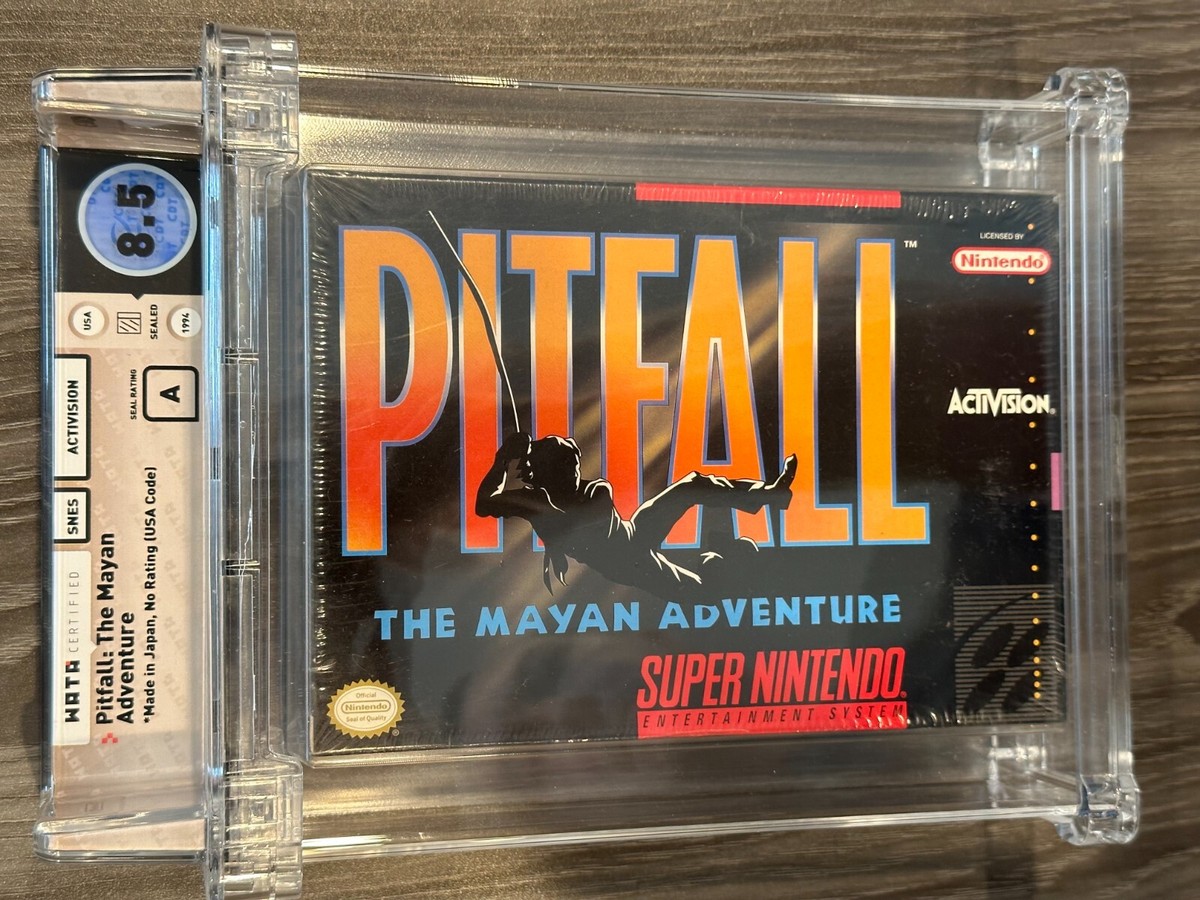 WATA CERTIFIED
SNES
ACTIVISION
USA
SEALED
1994
8.5
Pitfall: The Mayan
Adventure
*Made in Japan, No Rating (USA Code)
SEAL RATING
A
PITFALL™
THE MAYAN ADVENTURE
LICENSED BY
Nintendo®
ACTIVISION®
Official
Nintendo
Seal of Quality
®
SUPER NINTENDO®
ENTERTAINMENT SYSTEM